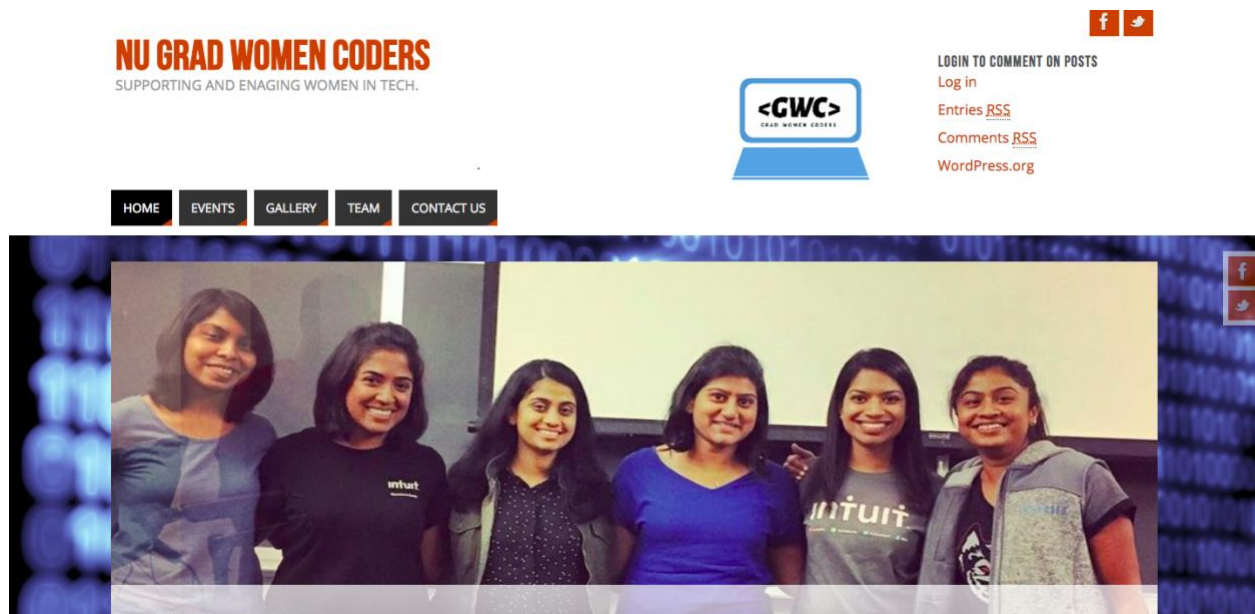 NU GRAD WOMEN CODERS
SUPPORTING AND ENAGING WOMEN IN TECH.
<GWC>
GRAD WOMEN CODERS
LOGIN TO COMMENT ON POSTS
Log in
Entries RSS
Comments RSS
WordPress.org
HOME EVENTS GALLERY TEAM CONTACT US
intuit
intuit